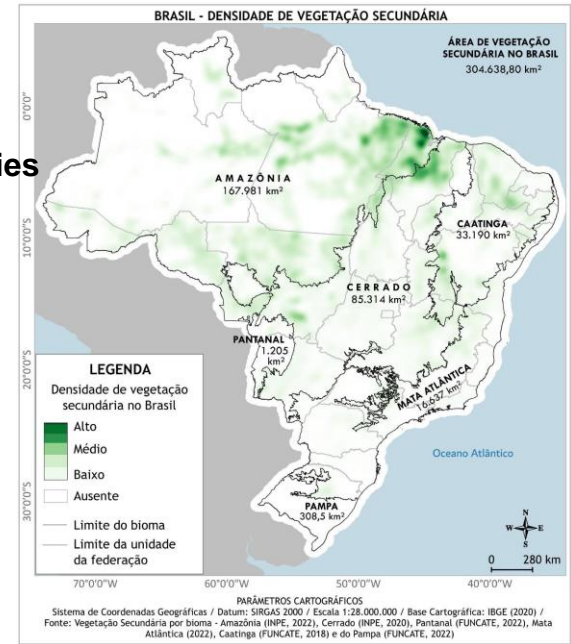 BRASIL - DENSIDADE DE VEGETAÇÃO SECUNDÁRIA
ÁREA DE VEGETAÇÃO
SECUNDÁRIA NO BRASIL
304.638,80 km²
0°0'0"
10°0'0"S
20°0'0"S
30°0'0"S
ies
AMAZÔNIA
167.981 km²
CAATINGA
33.190 km²
CERRADO
85.314 km²
PANTANAL
1.205
km²
MATA ATLÂNTICA
16.637 km²
PAMPA
308,5 km²
Oceano Atlântico
LEGENDA
Densidade de vegetação
secundária no Brasil
Alto
Médio
Baixo
Ausente
Limite do bioma
Limite da unidade
da federação
N
W E
S
0 280 km
70°0'0"O 60°0'0"O 50°0'0"O 40°0'0"O
PARÂMETROS CARTOGRÁFICOS
Sistema de Coordenadas Geográficas / Datum: SIRGAS 2000 / Escala 1:28.000.000 / Base Cartográfica: IBGE (2020) /
Fonte: Vegetação Secundária por bioma - Amazônia (INPE, 2022), Cerrado (INPE, 2020), Pantanal (FUNCATE, 2022), Mata
Atlântica (2022), Caatinga (FUNCATE, 2018) e do Pampa (FUNCATE, 2022)